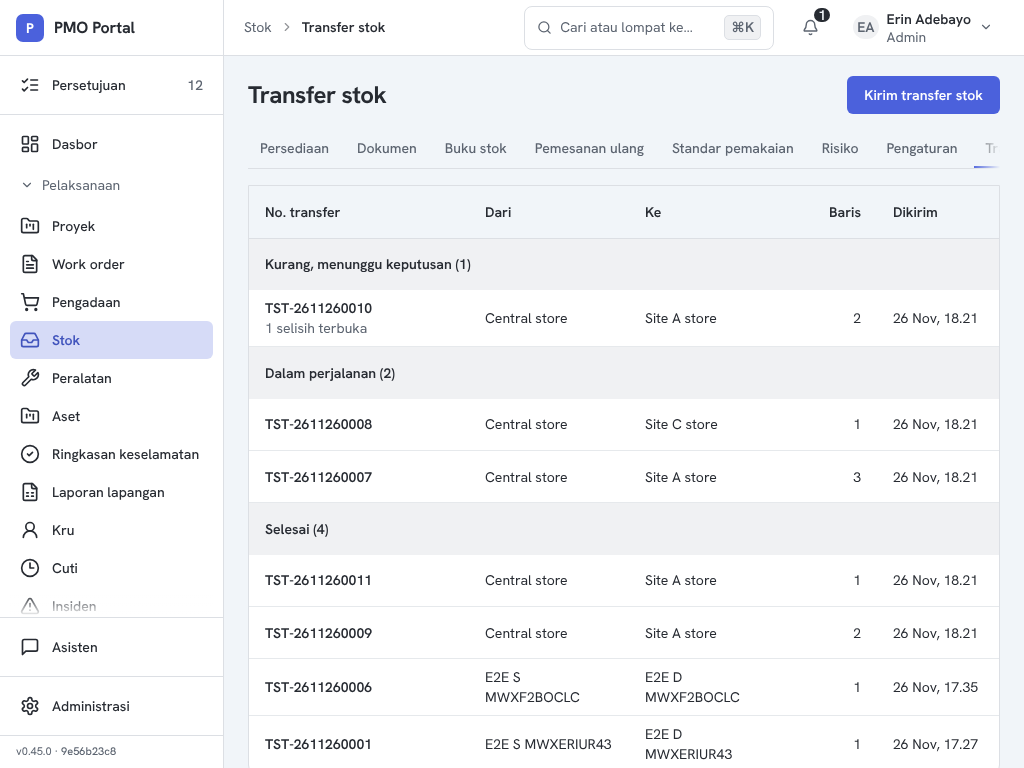 P PMO Portal
Stok > Transfer stok
Cari atau lompat ke...
⌘K
1
EA
Erin Adebayo
Admin
Persetujuan 12
Dasbor
Pelaksanaan
Proyek
Work order
Pengadaan
Stok
Peralatan
Aset
Ringkasan keselamatan
Laporan lapangan
Kru
Cuti
Insiden
Asisten
Administrasi
v0.45.0 · 9e56b23c8
Transfer stok
Kirim transfer stok
Persediaan Dokumen Buku stok Pemesanan ulang Standar pemakaian Risiko Pengaturan Tr
No. transfer Dari Ke Baris Dikirim
Kurang, menunggu keputusan (1)
TST-2611260010 Central store Site A store 2 26 Nov, 18.21
1 selisih terbuka
Dalam perjalanan (2)
TST-2611260008 Central store Site C store 1 26 Nov, 18.21
TST-2611260007 Central store Site A store 3 26 Nov, 18.21
Selesai (4)
TST-2611260011 Central store Site A store 1 26 Nov, 18.21
TST-2611260009 Central store Site A store 2 26 Nov, 18.21
TST-2611260006 E2E S MWXF2BOCLC E2E D MWXF2BOCLC 1 26 Nov, 17.35
TST-2611260001 E2E S MWXERIUR43 E2E D MWXERIUR43 1 26 Nov, 17.27